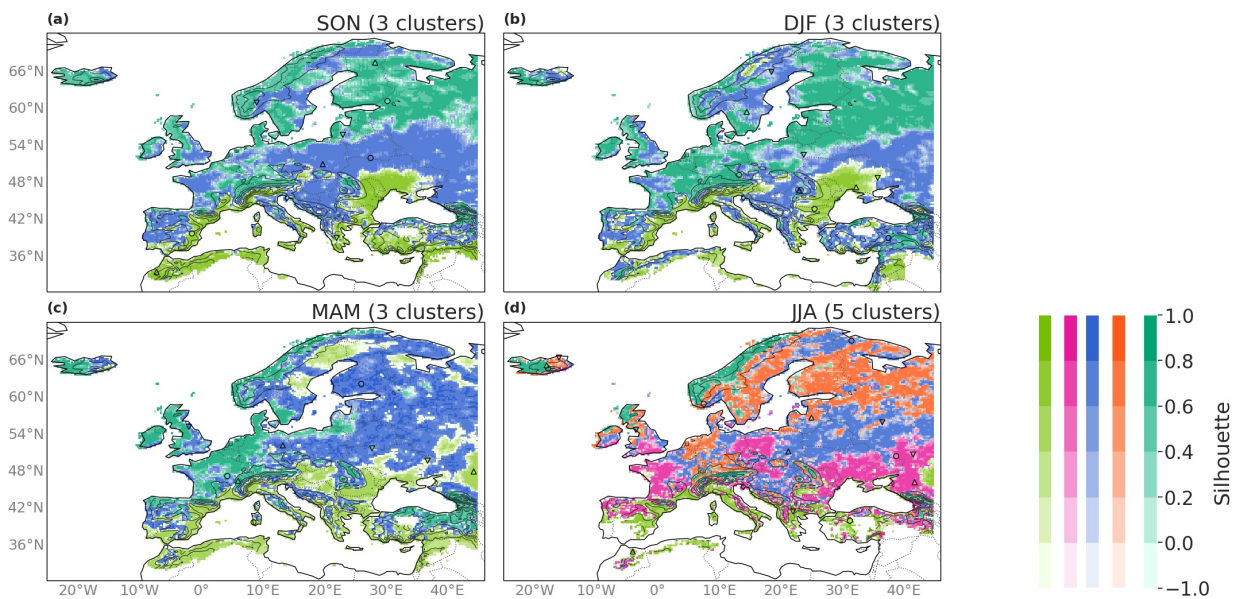 (a) SON (3 clusters)
(b) DJF (3 clusters)
66°N
60°N
54°N
48°N
42°N
36°N
(c) MAM (3 clusters)
(d) JJA (5 clusters)
66°N
60°N
54°N
48°N
42°N
36°N
20°W 10°W 0° 10°E 20°E 30°E 40°E
20°W 10°W 0° 10°E 20°E 30°E 40°E
1.0
0.8
0.6
0.4
0.2
0.0
−1.0
Silhouette